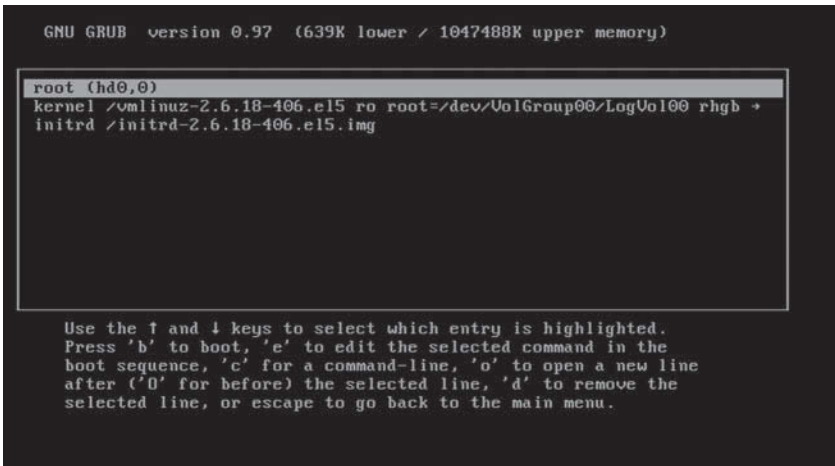 GNU GRUB version 0.97 (639K lower / 1047488K upper memory)
root (hd0,0)
kernel /vmlinuz-2.6.18-406.el5 ro root=/dev/VolGroup00/LogVol00 rhgb →
initrd /initrd-2.6.18-406.el5.img
Use the ↑ and ↓ keys to select which entry is highlighted.
Press 'b' to boot, 'e' to edit the selected command in the
boot sequence, 'c' for a command-line, 'o' to open a new line
after ('O' for before) the selected line, 'd' to remove the
selected line, or escape to go back to the main menu.